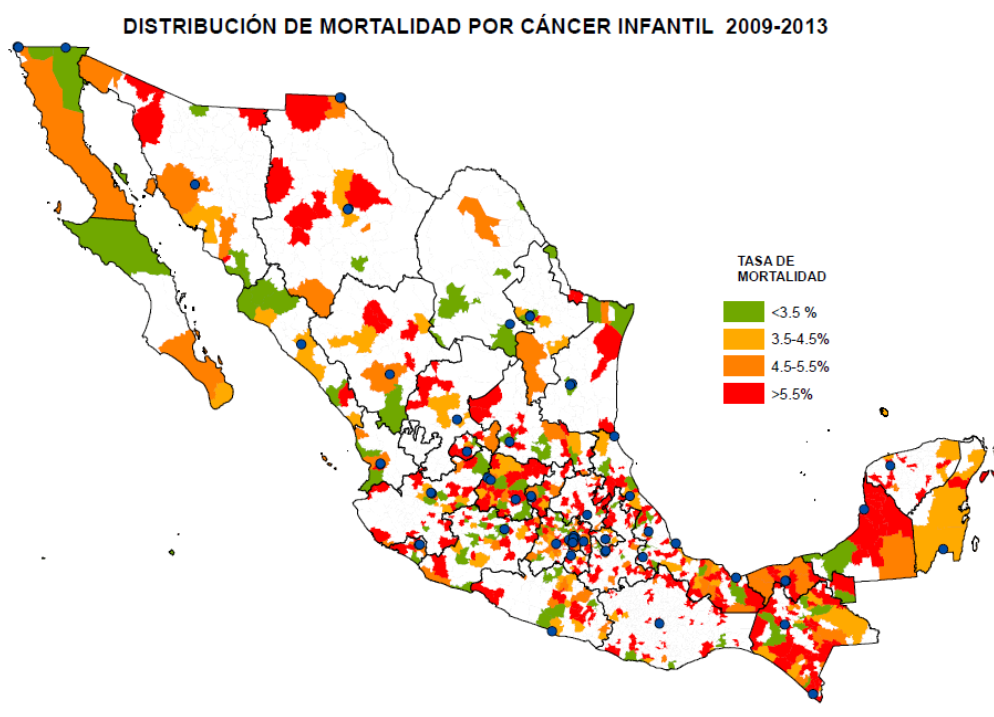 DISTRIBUCIÓN DE MORTALIDAD POR CÁNCER INFANTIL 2009-2013
TASA DE
MORTALIDAD
<3.5 %
3.5-4.5%
4.5-5.5%
>5.5%